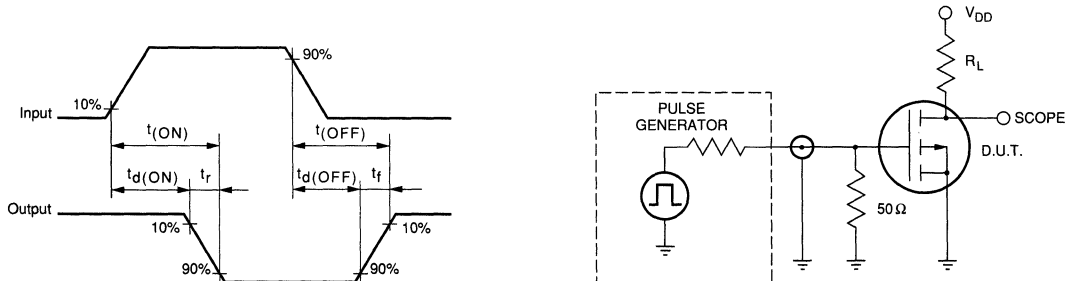 Input
10%
90%
t(ON)
t(OFF)
td(ON)
tr
td(OFF)
tf
Output
10%
90%
10%
90%
PULSE
GENERATOR
VDD
RL
SCOPE
D.U.T.
50Ω